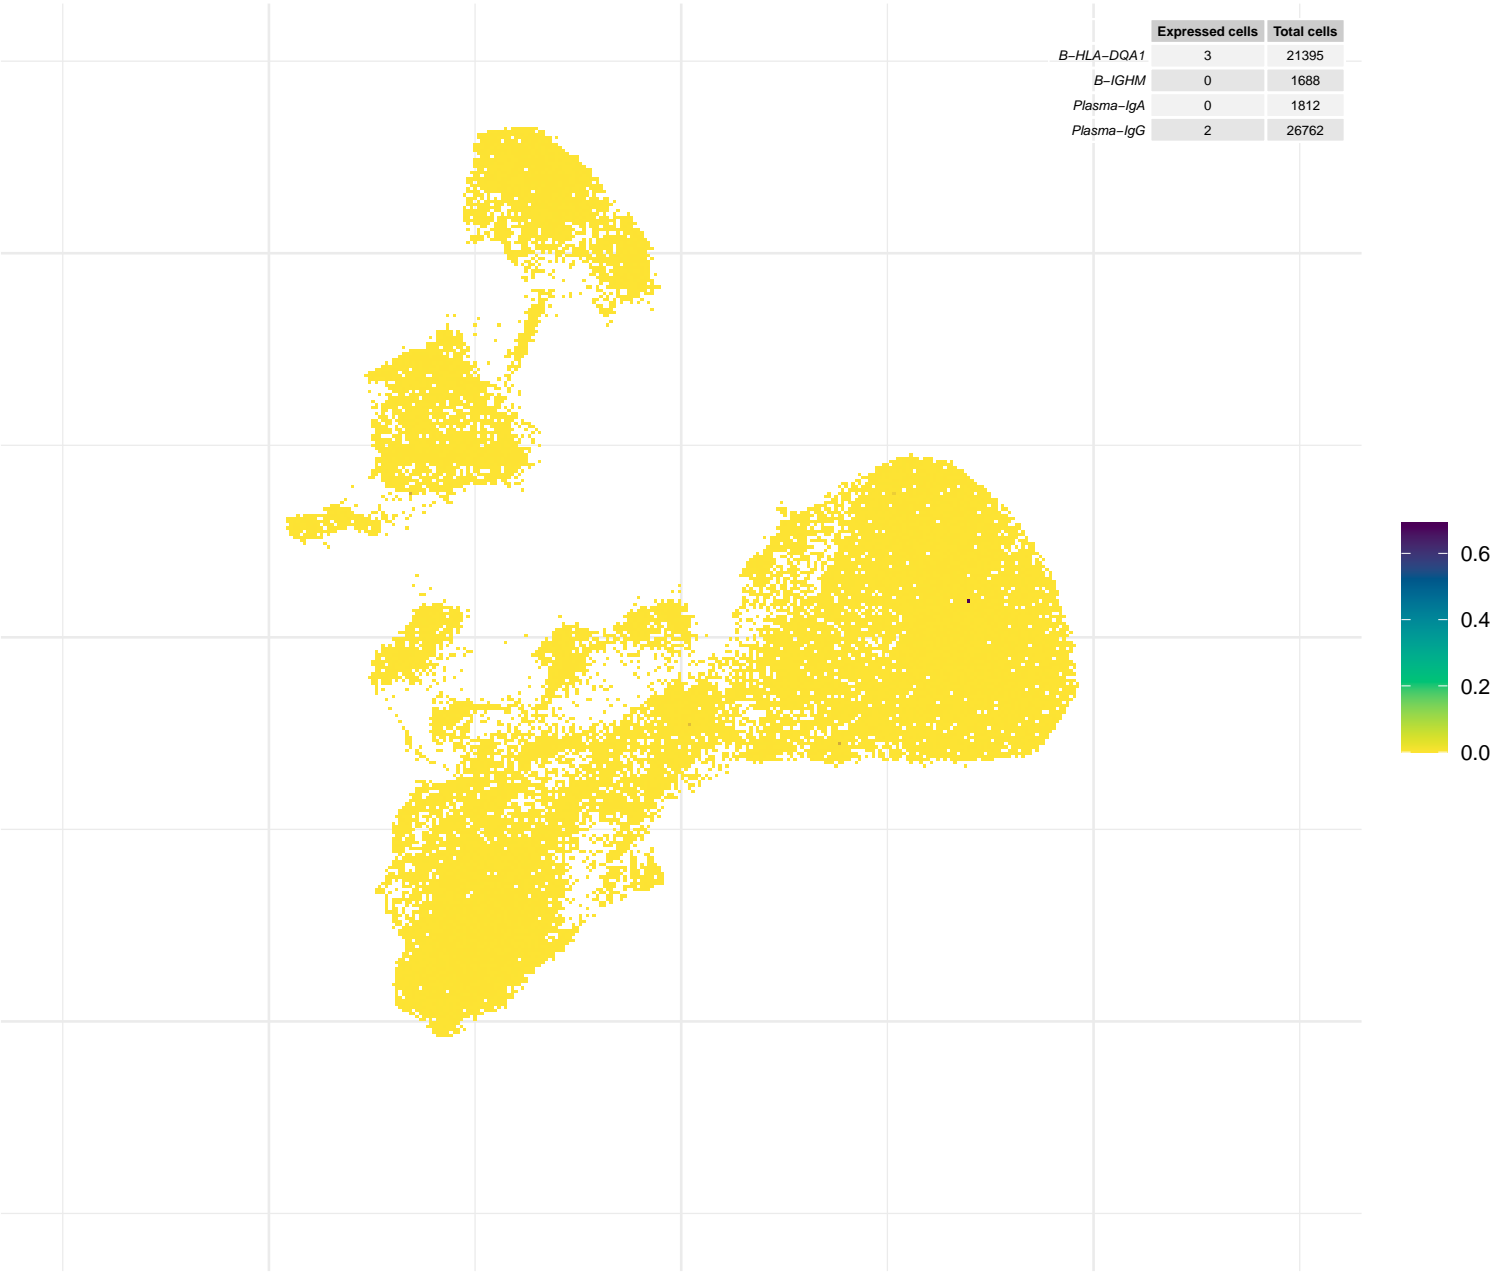 Expressed cells Total cells
B−HLA−DQA1 3 21395
B−IGHM 0 1688
Plasma−IgA 0 1812
Plasma−IgG 2 26762
0.6
0.4
0.2
0.0